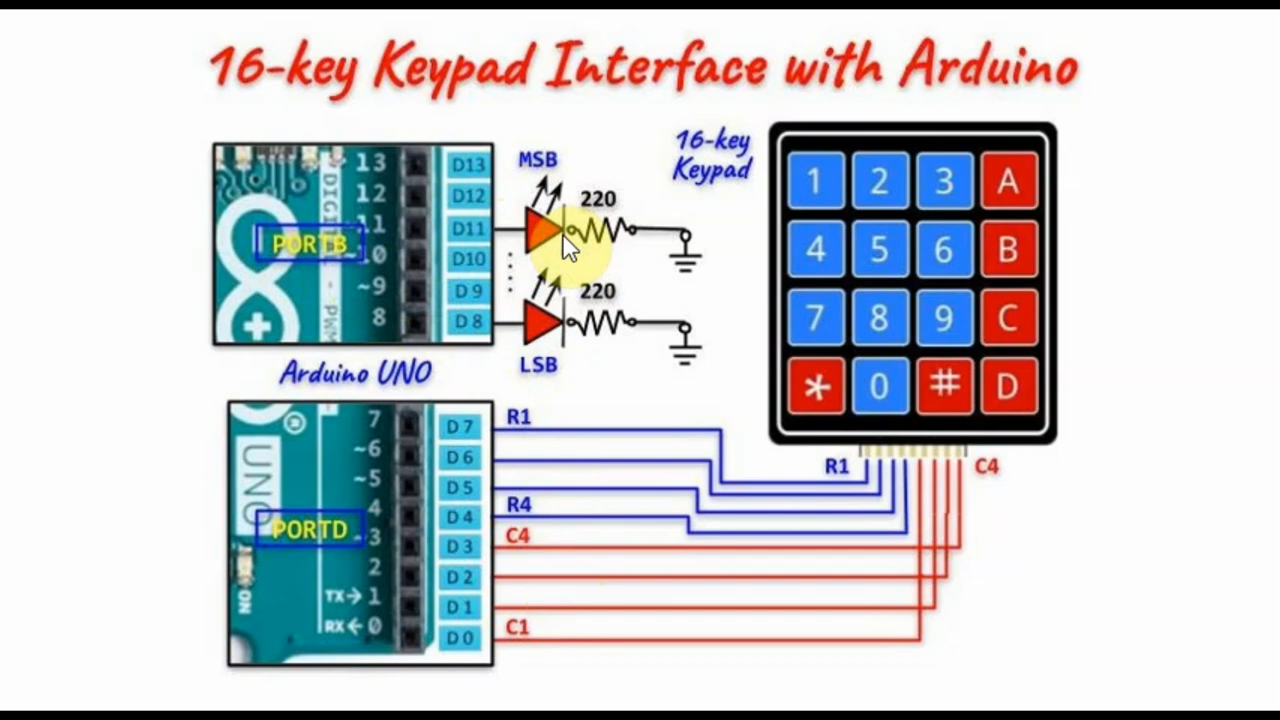 16-key Keypad Interface with Arduino
16-key
Keypad
MSB
220
220
LSB
13
12
11
10
~9
8
DIGITAL - PWM
PORTB
D13
D12
D11
D10
D9
D8
Arduino UNO
1 2 3 A
4 5 6 B
7 8 9 C
* 0 # D
R1
C4
7
~6
~5
4
~3
2
TX→ 1
RX← 0
UNO
®
ON
PORTD
D7
D6
D5
D4
D3
D2
D1
D0
R1
R4
C4
C1